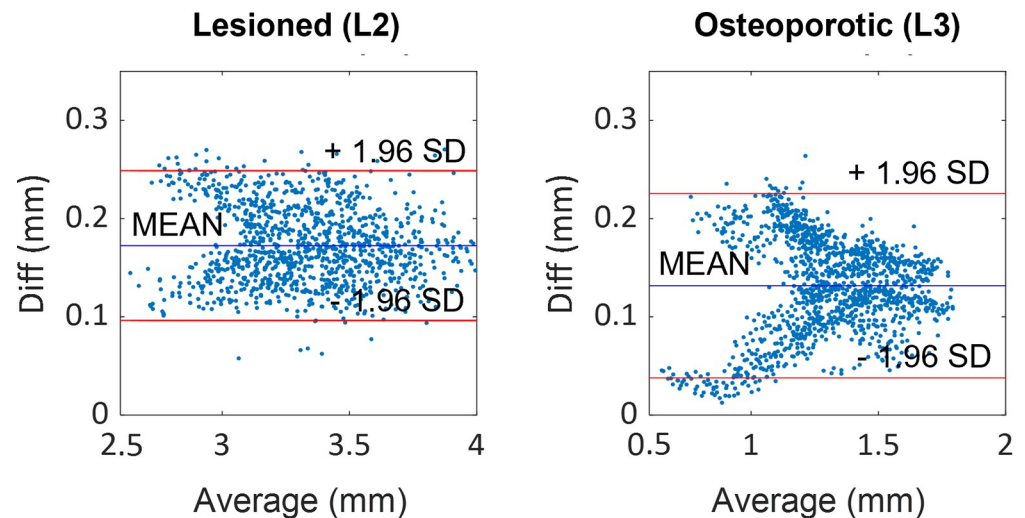 Lesioned (L2)
0.3
0.2
0.1
0
Diff (mm)
+ 1.96 SD
MEAN
- 1.96 SD
2.5 3 3.5 4
Average (mm)
Osteoporotic (L3)
0.3
0.2
0.1
0
Diff (mm)
+ 1.96 SD
MEAN
- 1.96 SD
0.5 1 1.5 2
Average (mm)